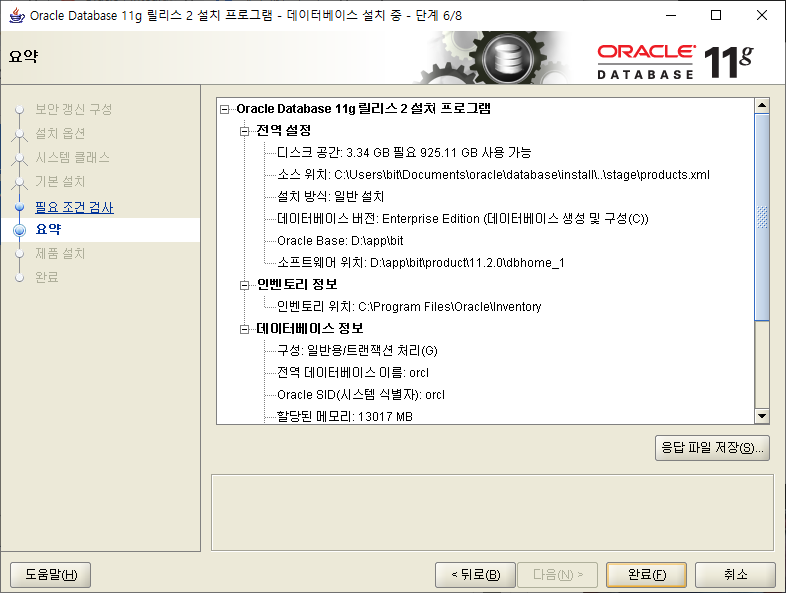 Oracle Database 11g 릴리스 2 설치 프로그램 - 데이터베이스 설치 중 - 단계 6/8
요약
ORACLE
DATABASE
11g
보안 갱신 구성
설치 옵션
시스템 클래스
기본 설치
필요 조건 검사
요약
제품 설치
완료
Oracle Database 11g 릴리스 2 설치 프로그램
전역 설정
디스크 공간: 3.34 GB 필요 925.11 GB 사용 가능
소스 위치: C:\Users\bit\Documents\oracle\database\install\..\stage\products.xml
설치 방식: 일반 설치
데이터베이스 버전: Enterprise Edition (데이터베이스 생성 및 구성(C))
Oracle Base: D:\app\bit
소프트웨어 위치: D:\app\bit\product\11.2.0\dbhome_1
인벤토리 정보
인벤토리 위치: C:\Program Files\Oracle\Inventory
데이터베이스 정보
구성: 일반용/트랜잭션 처리(G)
전역 데이터베이스 이름: orcl
Oracle SID(시스템 식별자): orcl
할당된 메모리: 13017 MB
응답 파일 저장(S)...
도움말(H)
< 뒤로(B)
다음(N) >
완료(F)
취소